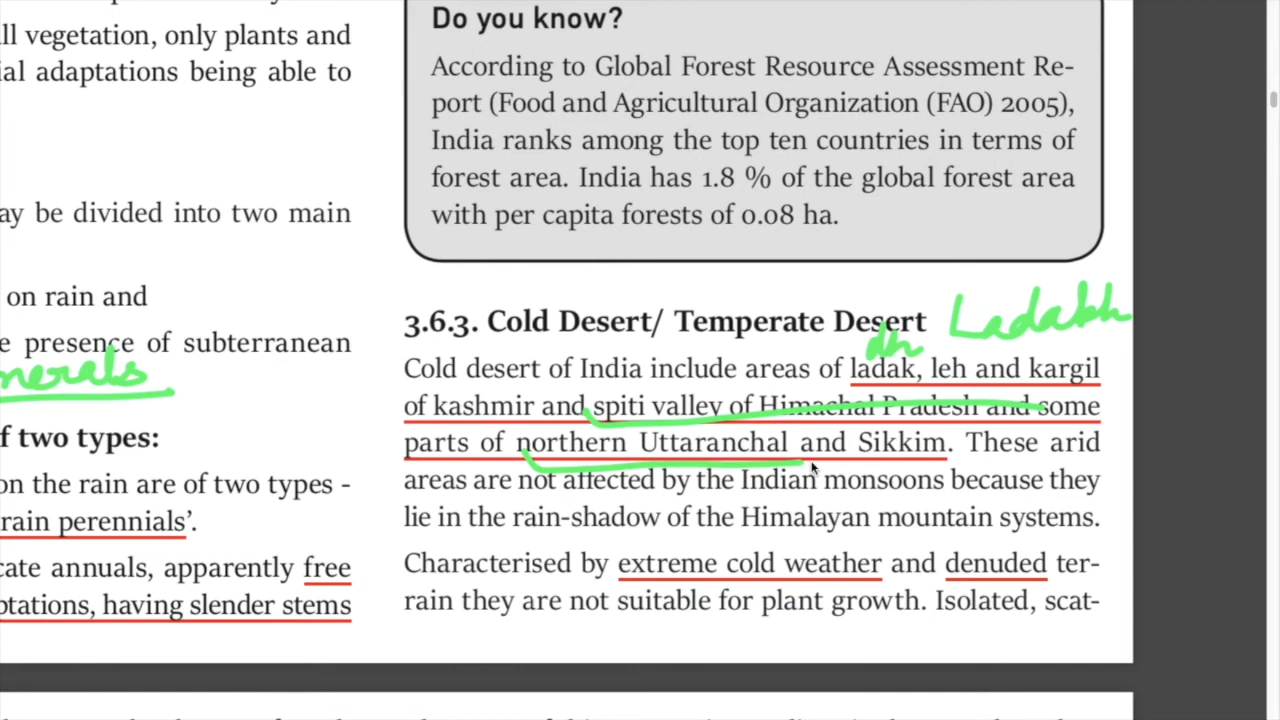 ll vegetation, only plants and
ial adaptations being able to
ay be divided into two main
on rain and
e presence of subterranean
nerals
f two types:
on the rain are of two types -
rain perennials'.
cate annuals, apparently free
ptations, having slender stems
Do you know?
According to Global Forest Resource Assessment Re-
port (Food and Agricultural Organization (FAO) 2005),
India ranks among the top ten countries in terms of
forest area. India has 1.8 % of the global forest area
with per capita forests of 0.08 ha.
3.6.3. Cold Desert/ Temperate Desert Ladakh
dh
Cold desert of India include areas of ladak, leh and kargil
of kashmir and spiti valley of Himachal Pradesh and some
parts of northern Uttaranchal and Sikkim. These arid
areas are not affected by the Indian monsoons because they
lie in the rain-shadow of the Himalayan mountain systems.
Characterised by extreme cold weather and denuded ter-
rain they are not suitable for plant growth. Isolated, scat-